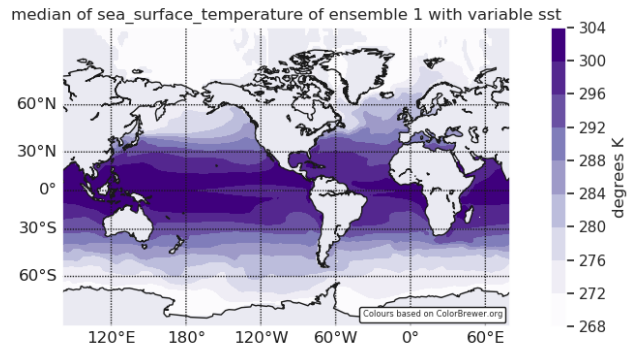 median of sea_surface_temperature of ensemble 1 with variable sst
304
300
296
292
288
284
280
276
272
268
degrees K
60°N
30°N
0°
30°S
60°S
120°E
180°
120°W
60°W
0°
60°E
Colours based on ColorBrewer.org